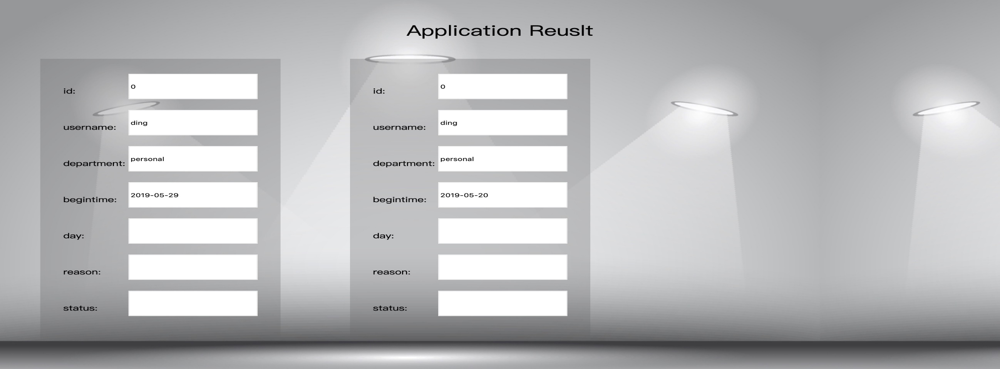 Application Reuslt
id: 0
username: ding
department: personal
begintime: 2019-05-29
day:
reason:
status:
id: 0
username: ding
department: personal
begintime: 2019-05-20
day:
reason:
status: